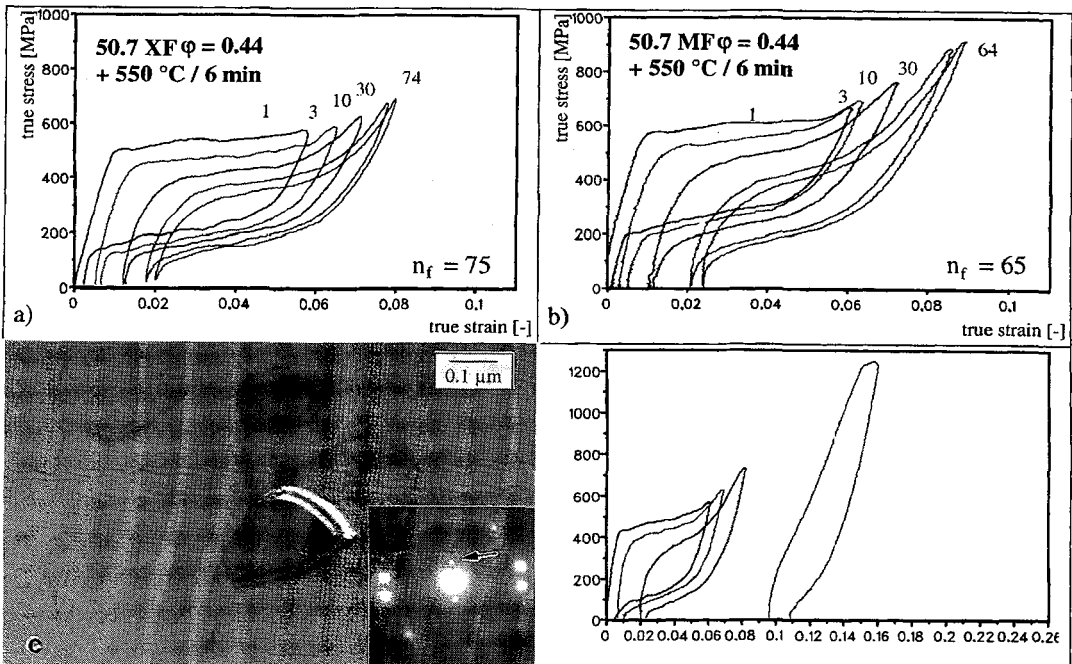 true stress [MPa]
1000
800
600
400
200
0
50.7 XF φ = 0.44
+ 550 °C / 6 min
1
3
10
30
74
n_f = 75
0 0.02 0.04 0.06 0.08 0.1
true strain [-]
a)
true stress [MPa]
1000
800
600
400
200
0
50.7 MF φ = 0.44
+ 550 °C / 6 min
1
3
10
30
64
n_f = 65
0 0.02 0.04 0.06 0.08 0.1
true strain [-]
b)
0.1 µm
c
1200
1000
800
600
400
200
0
0 0.02 0.04 0.06 0.08 0.1 0.12 0.14 0.16 0.18 0.2 0.22 0.24 0.26